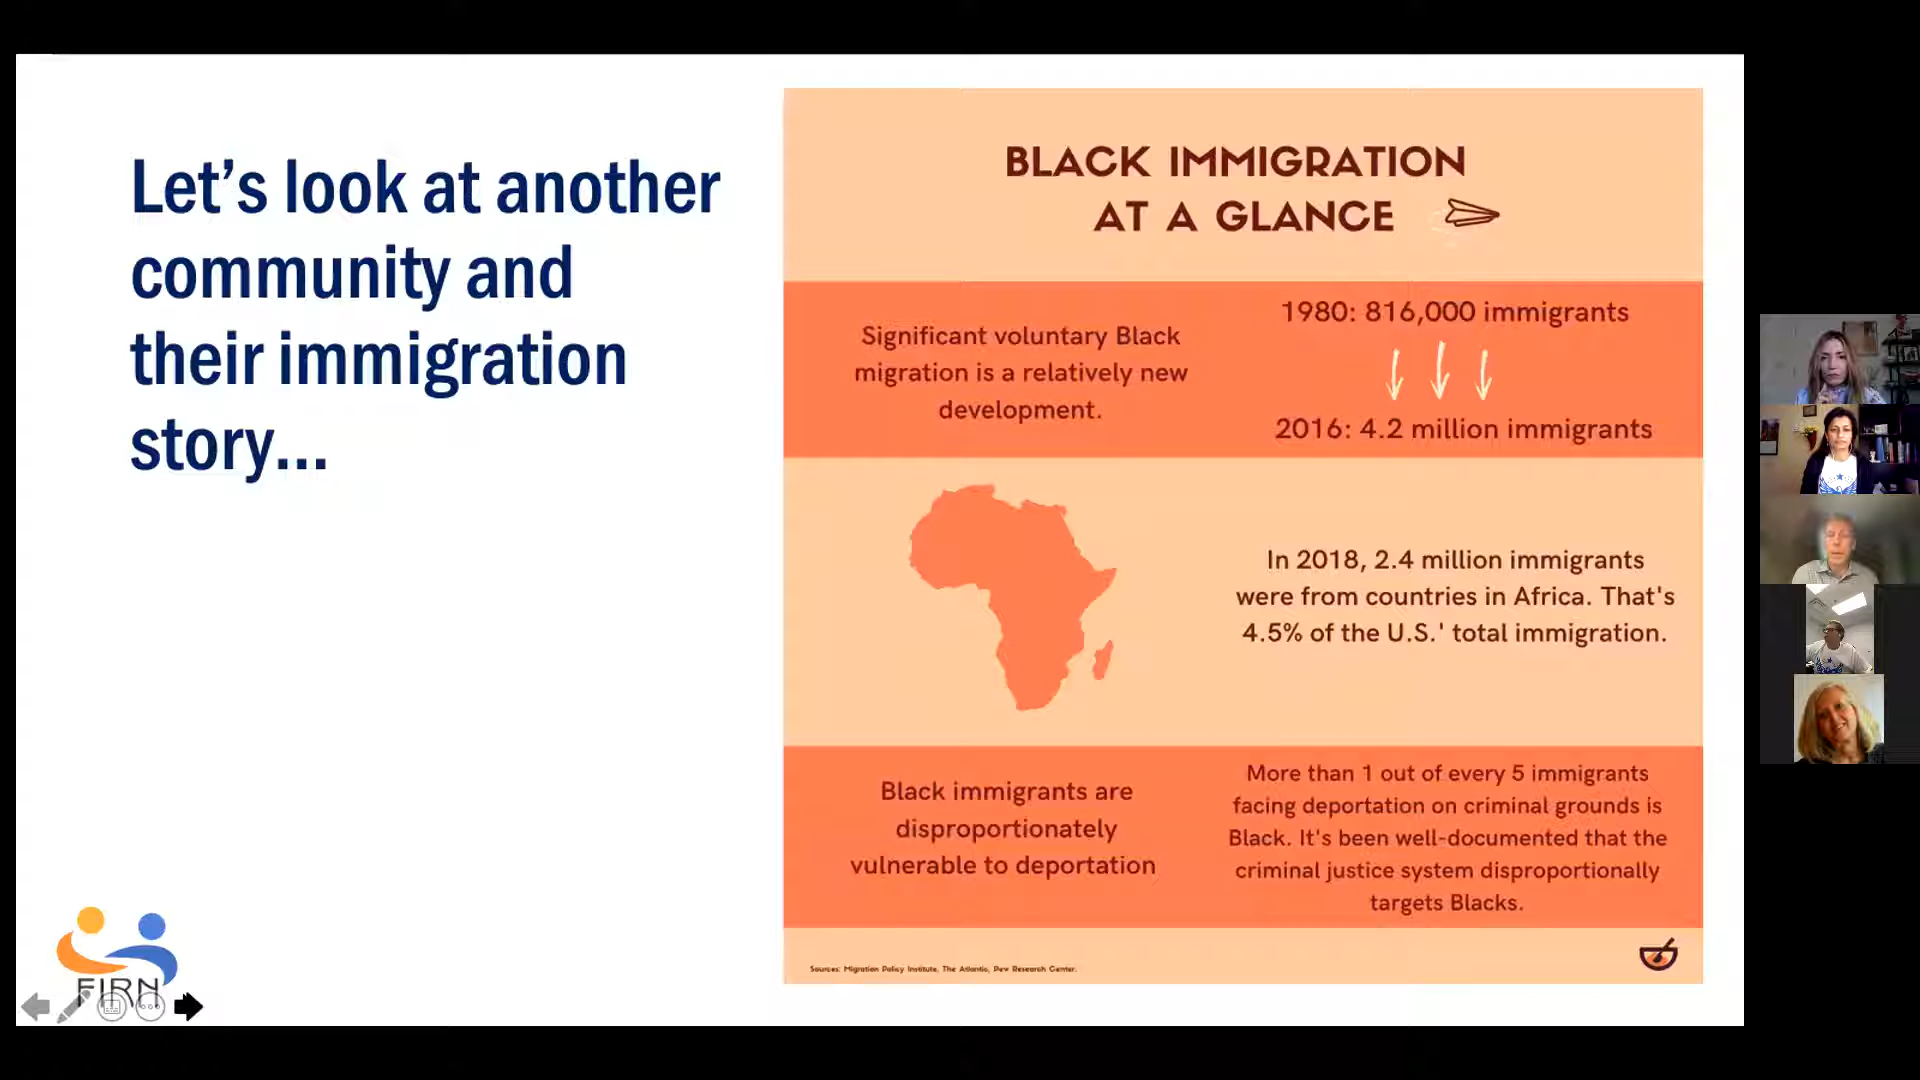 Let’s look at another
community and
their immigration
story...
BLACK IMMIGRATION
AT A GLANCE
Significant voluntary Black
migration is a relatively new
development.
1980: 816,000 immigrants
2016: 4.2 million immigrants
In 2018, 2.4 million immigrants
were from countries in Africa. That's
4.5% of the U.S.' total immigration.
Black immigrants are
disproportionately
vulnerable to deportation
More than 1 out of every 5 immigrants
facing deportation on criminal grounds is
Black. It's been well-documented that the
criminal justice system disproportionally
targets Blacks.
Sources: Migration Policy Institute, The Atlantic, Pew Research Center.
FIRN